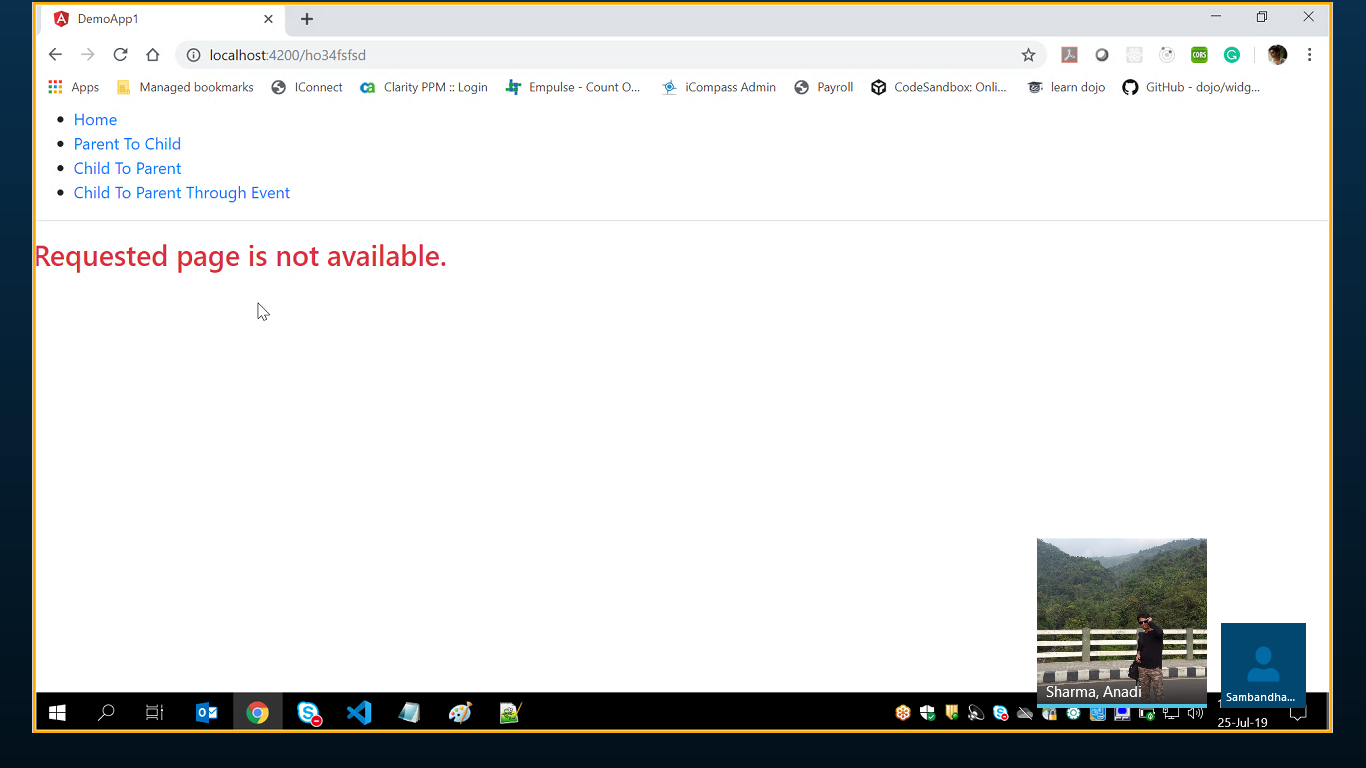 DemoApp1
localhost:4200/ho34fsfsd
CORS
Apps Managed bookmarks IConnect Clarity PPM :: Login Empulse - Count O... iCompass Admin Payroll CodeSandbox: Onli... learn dojo GitHub - dojo/widg...
Home
Parent To Child
Child To Parent
Child To Parent Through Event
Requested page is not available.
Sharma, Anadi
Sambandha...
25-Jul-19